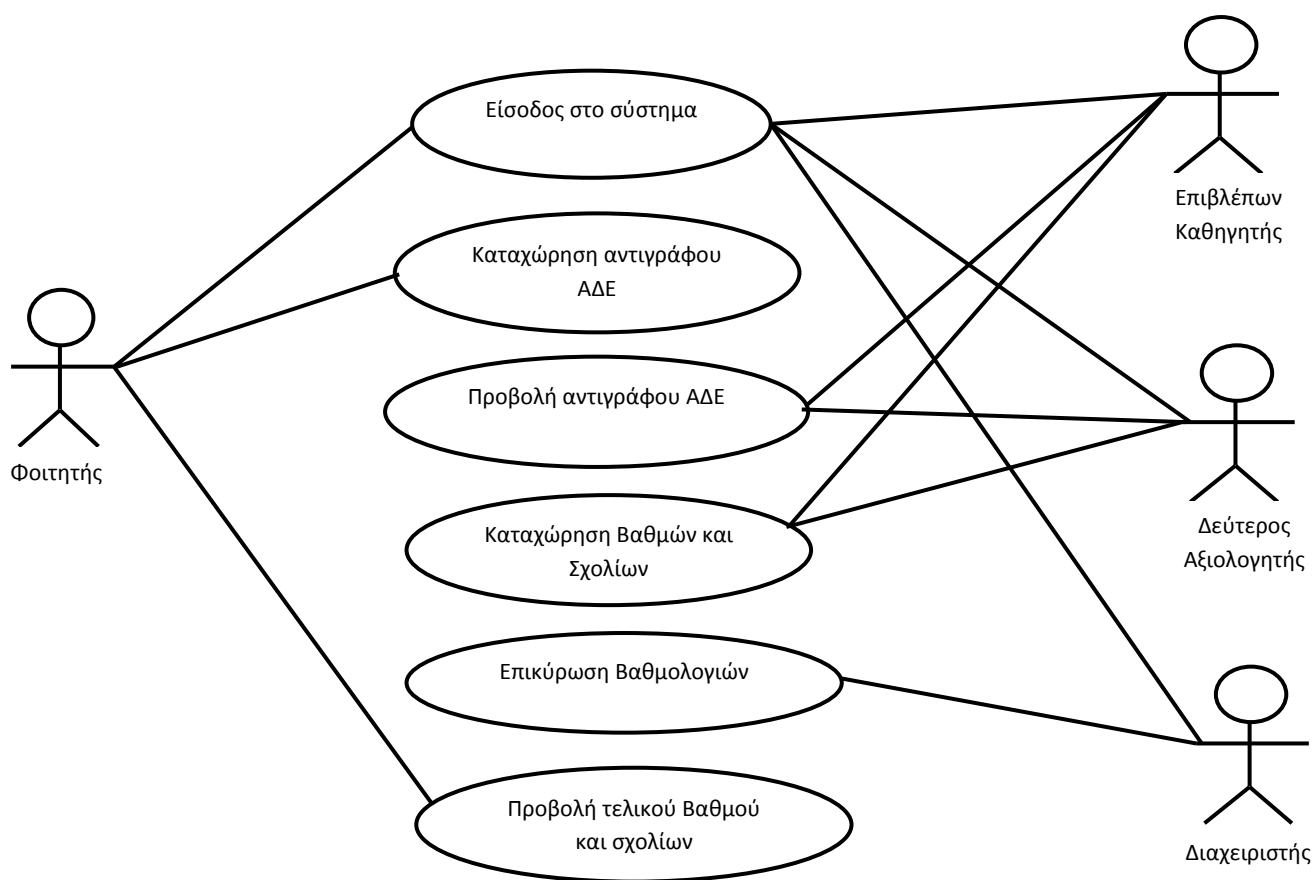 Είσοδος στο σύστημα
Επιβλέπων
Καθηγητής
Καταχώρηση αντιγράφου
ΑΔΕ
Προβολή αντιγράφου ΑΔΕ
Φοιτητής
Καταχώρηση Βαθμών και
Σχολίων
Δεύτερος
Αξιολογητής
Επικύρωση Βαθμολογιών
Προβολή τελικού Βαθμού
και σχολίων
Διαχειριστής